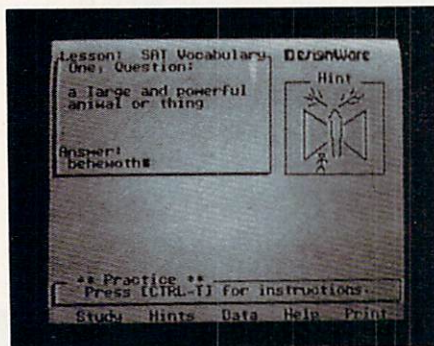 Lesson: SAT Vocabulary
DesignWare
One, Question:
Hint
a large and powerful
animal or thing
Answer:
behemoth
** Practice **
Press [CTRL-T] for instructions.
Study Hints Data Help Print